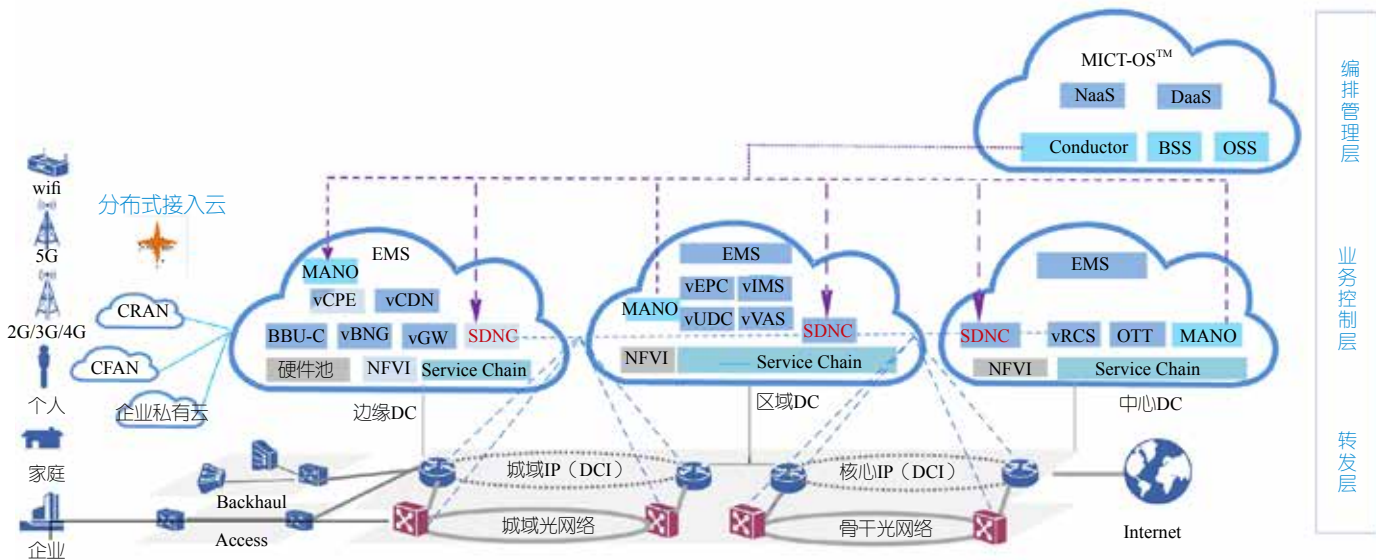 MICT-OS™
NaaS
DaaS
Conductor
BSS
OSS
编排管理层
wifi
5G
2G/3G/4G
个人
家庭
企业
分布式接入云
CRAN
CFAN
企业私有云
EMS
MANO
vCPE
vCDN
BBU-C
vBNG
vGW
SDNC
硬件池
NFVI
Service Chain
边缘DC
EMS
vEPC
vIMS
MANO
vUDC
vVAS
SDNC
NFVI
Service Chain
区域DC
EMS
SDNC
vRCS
OTT
MANO
NFVI
Service Chain
中心DC
业务控制层
Backhaul
Access
城域IP（DCI）
城域光网络
核心IP（DCI）
骨干光网络
Internet
转发层